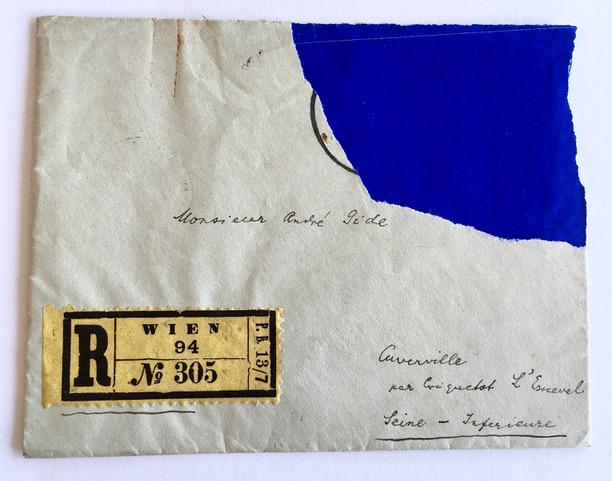 Monsieur André Gide
R
WIEN
94
№ 305
P.B. 13/7
Cuverville
par Criquetot L'Esneval
Seine – Inférieure